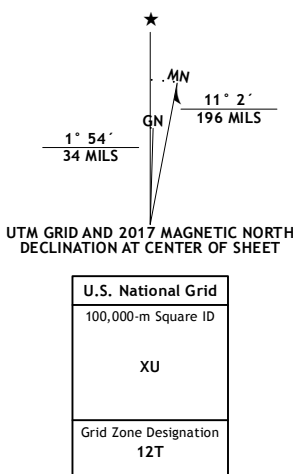 ★
MN
GN
11° 2´
196 MILS
1° 54´
34 MILS
UTM GRID AND 2017 MAGNETIC NORTH
DECLINATION AT CENTER OF SHEET
U.S. National Grid
100,000-m Square ID
XU
Grid Zone Designation
12T